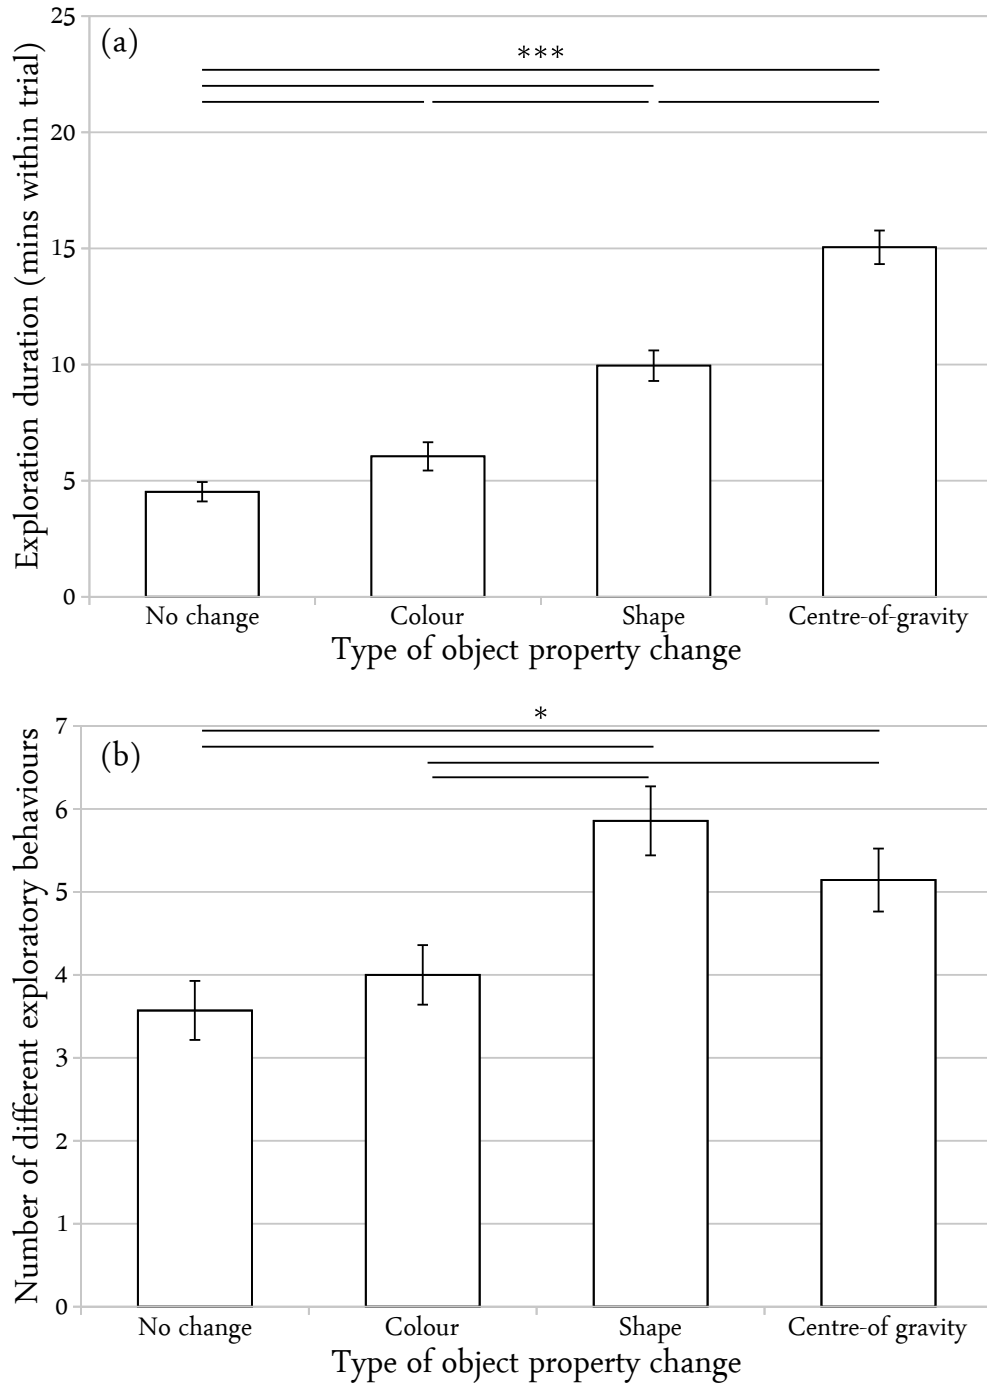 (a)
***
Exploration duration (mins within trial)
25
20
15
10
5
0
No change Colour Shape Centre-of-gravity
Type of object property change
(b)
*
Number of different exploratory behaviours
7
6
5
4
3
2
1
0
No change Colour Shape Centre-of gravity
Type of object property change